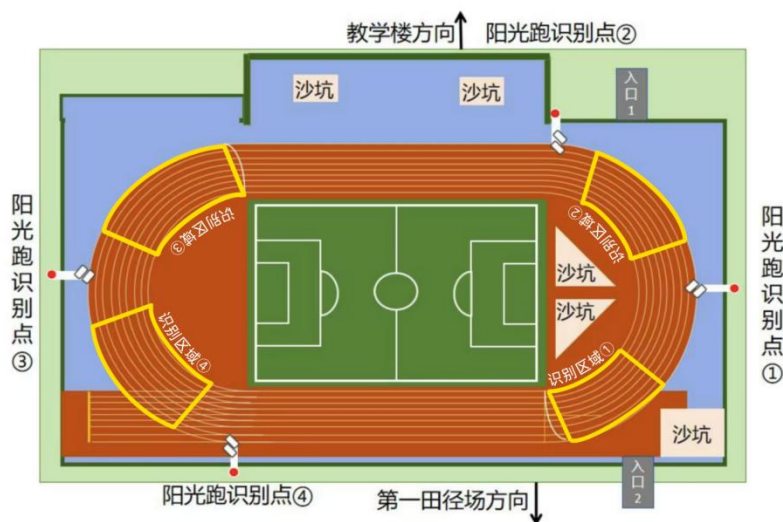 教学楼方向
阳光跑识别点②
沙坑
沙坑
入口1
识别区域③
识别区域②
阳光跑识别点③
沙坑
沙坑
阳光跑识别点①
识别区域④
识别区域①
沙坑
阳光跑识别点④
第一田径场方向
入口2